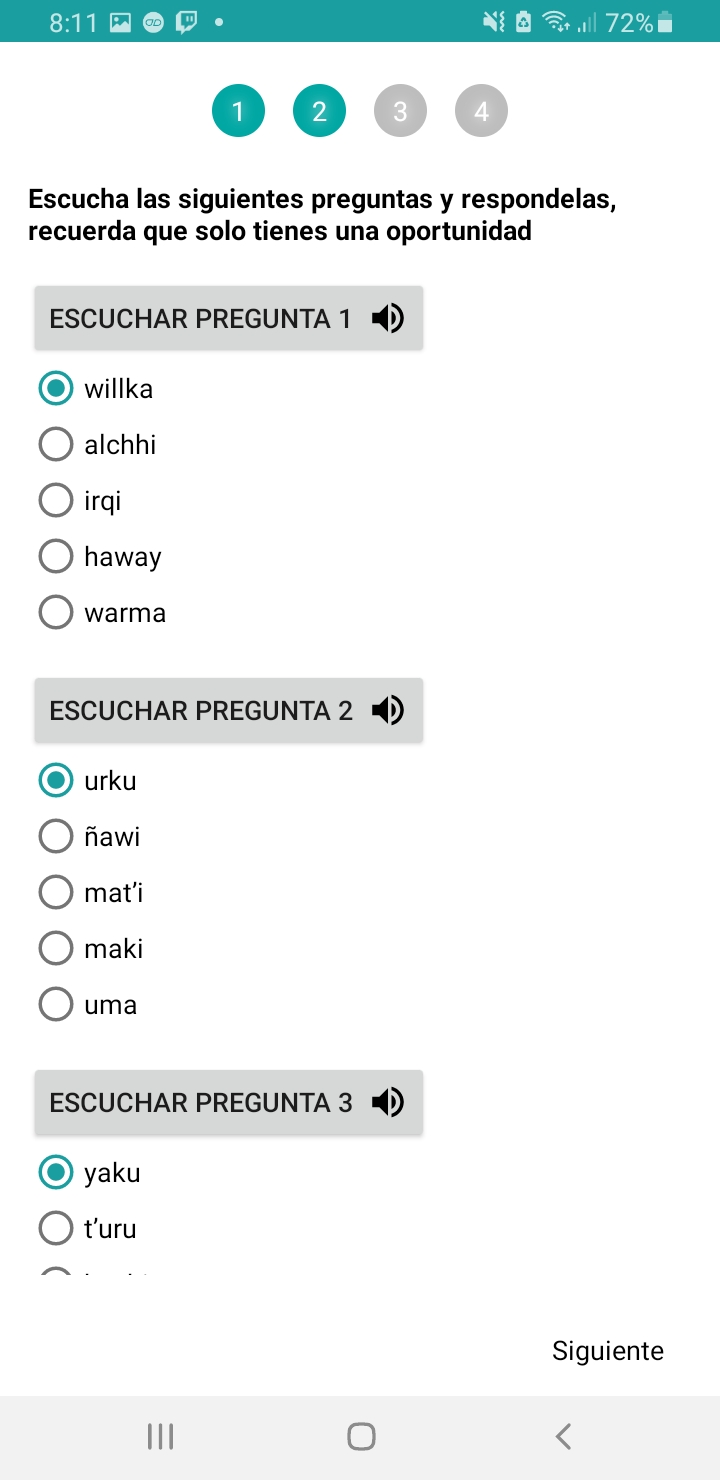 8:11
72%
1 2 3 4
Escucha las siguientes preguntas y respondelas,
recuerda que solo tienes una oportunidad
ESCUCHAR PREGUNTA 1
willka
alchhi
irqi
haway
warma
ESCUCHAR PREGUNTA 2
urku
ñawi
mat’i
maki
uma
ESCUCHAR PREGUNTA 3
yaku
t’uru
Siguiente